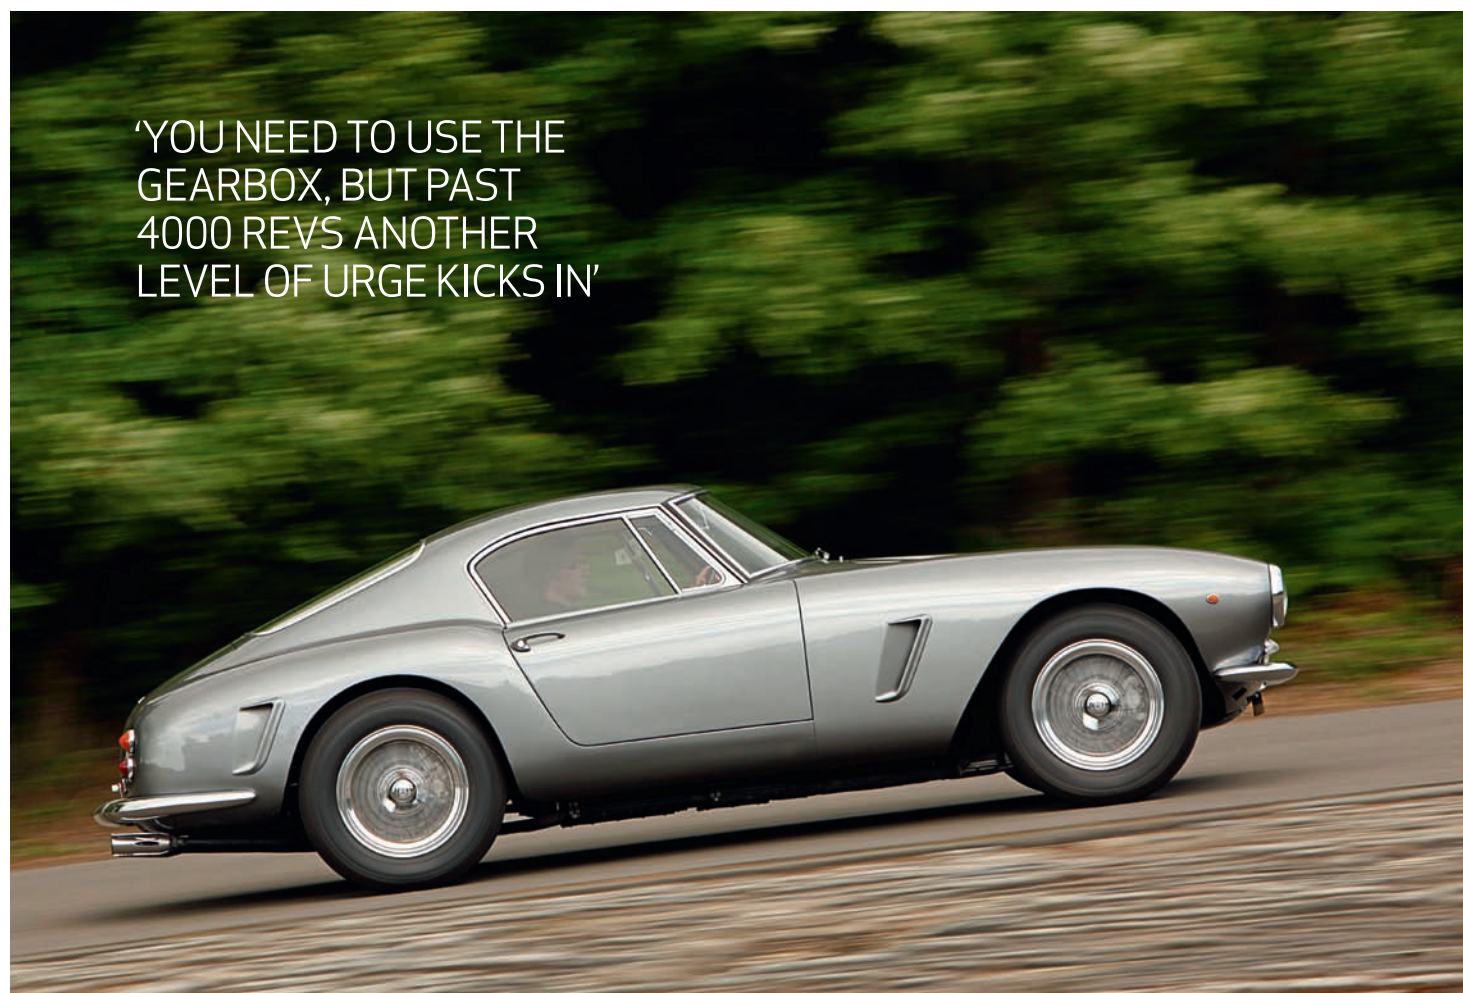 ‘YOU NEED TO USE THE
GEARBOX, BUT PAST
4000 REVS ANOTHER
LEVEL OF URGE KICKS IN’